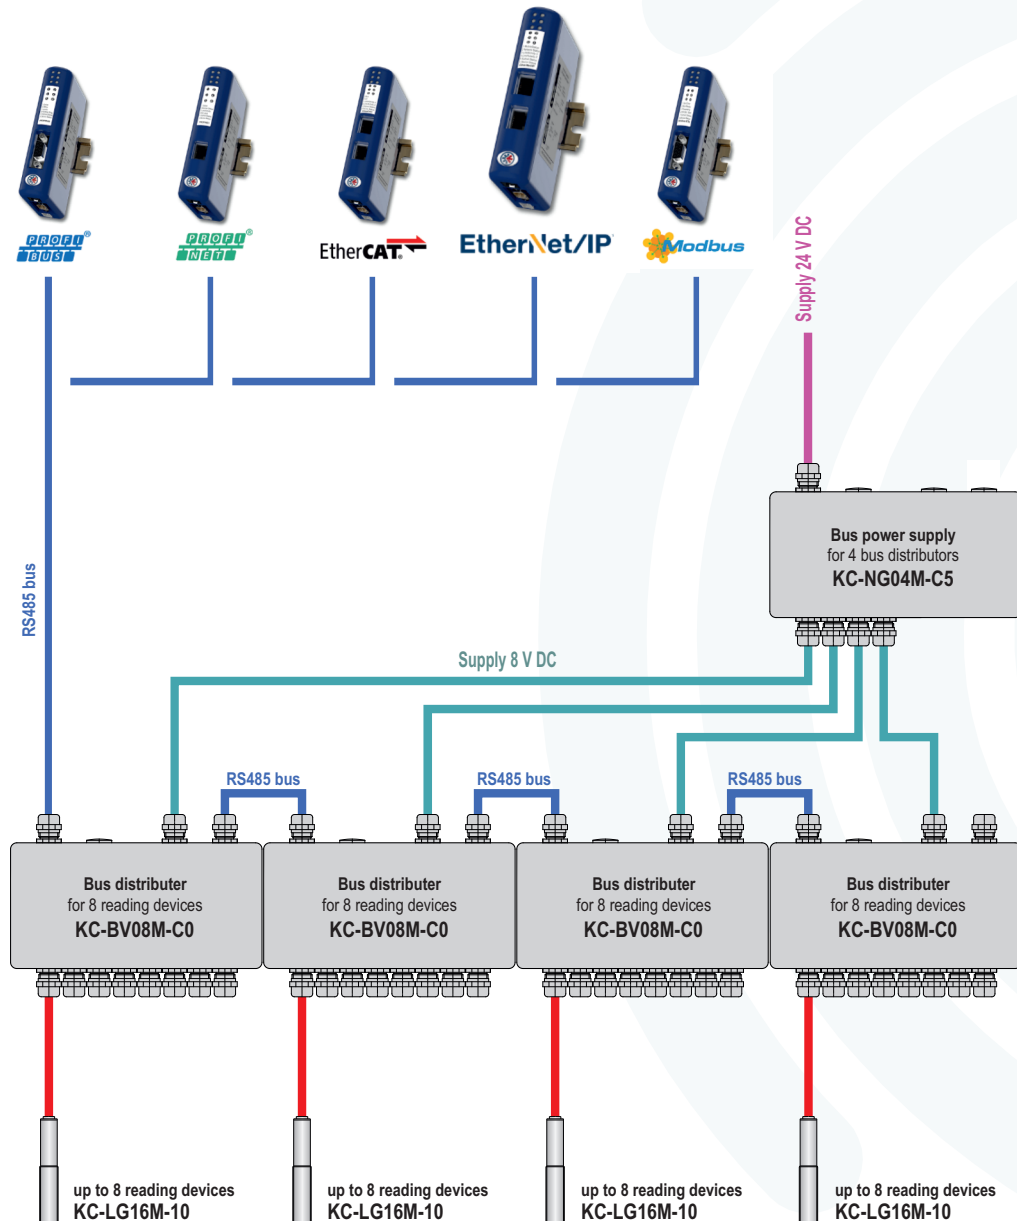 PROFI
BUS
PROFI
NET
EtherCAT
EtherNet/IP
Modbus
Supply 24 V DC
Bus power supply
for 4 bus distributors
KC-NG04M-C5
RS485 bus
Supply 8 V DC
RS485 bus
RS485 bus
RS485 bus
Bus distributer
for 8 reading devices
KC-BV08M-C0
Bus distributer
for 8 reading devices
KC-BV08M-C0
Bus distributer
for 8 reading devices
KC-BV08M-C0
Bus distributer
for 8 reading devices
KC-BV08M-C0
up to 8 reading devices
KC-LG16M-10
up to 8 reading devices
KC-LG16M-10
up to 8 reading devices
KC-LG16M-10
up to 8 reading devices
KC-LG16M-10